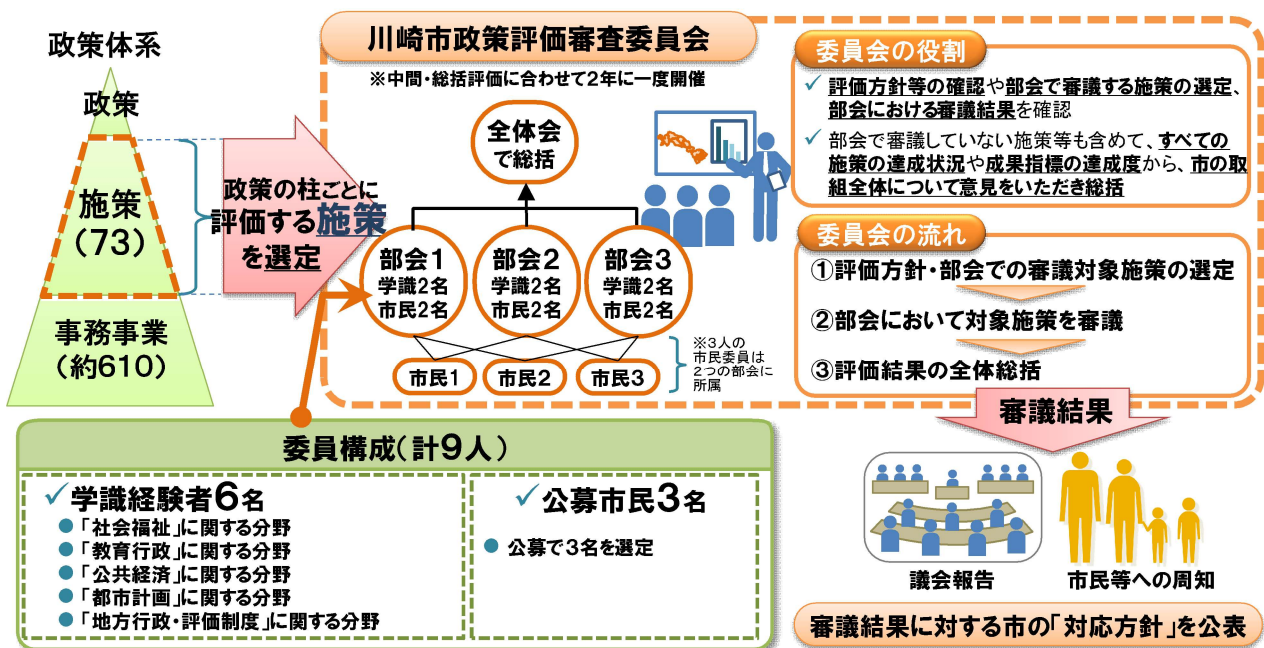 政策体系
政策
施策
(73)
事務事業
(約610)
政策の柱ごとに
評価する施策
を選定
川崎市政策評価審査委員会
※中間・総括評価に合わせて2年に一度開催
全体会
で総括
部会1
学識2名
市民2名
部会2
学識2名
市民2名
部会3
学識2名
市民2名
市民1
市民2
市民3
※3人の
市民委員は
2つの部会に
所属
委員会の役割
✓ 評価方針等の確認や部会で審議する施策の選定、
部会における審議結果を確認
✓ 部会で審議していない施策等も含めて、すべての
施策の達成状況や成果指標の達成度から、市の取
組全体について意見をいただき総括
委員会の流れ
①評価方針・部会での審議対象施策の選定
②部会において対象施策を審議
③評価結果の全体総括
審議結果
議会報告
市民等への周知
審議結果に対する市の「対応方針」を公表
委員構成(計9人)
✓学識経験者6名
●「社会福祉」に関する分野
●「教育行政」に関する分野
●「公共経済」に関する分野
●「都市計画」に関する分野
●「地方行政・評価制度」に関する分野
✓公募市民3名
● 公募で3名を選定